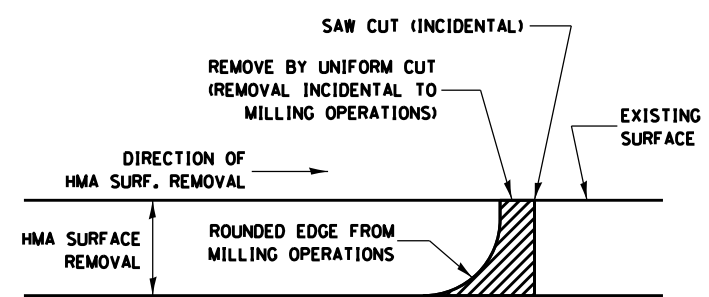 SAW CUT (INCIDENTAL)
REMOVE BY UNIFORM CUT
(REMOVAL INCIDENTAL TO
MILLING OPERATIONS)
EXISTING
SURFACE
DIRECTION OF
HMA SURF. REMOVAL
HMA SURFACE
REMOVAL
ROUNDED EDGE FROM
MILLING OPERATIONS